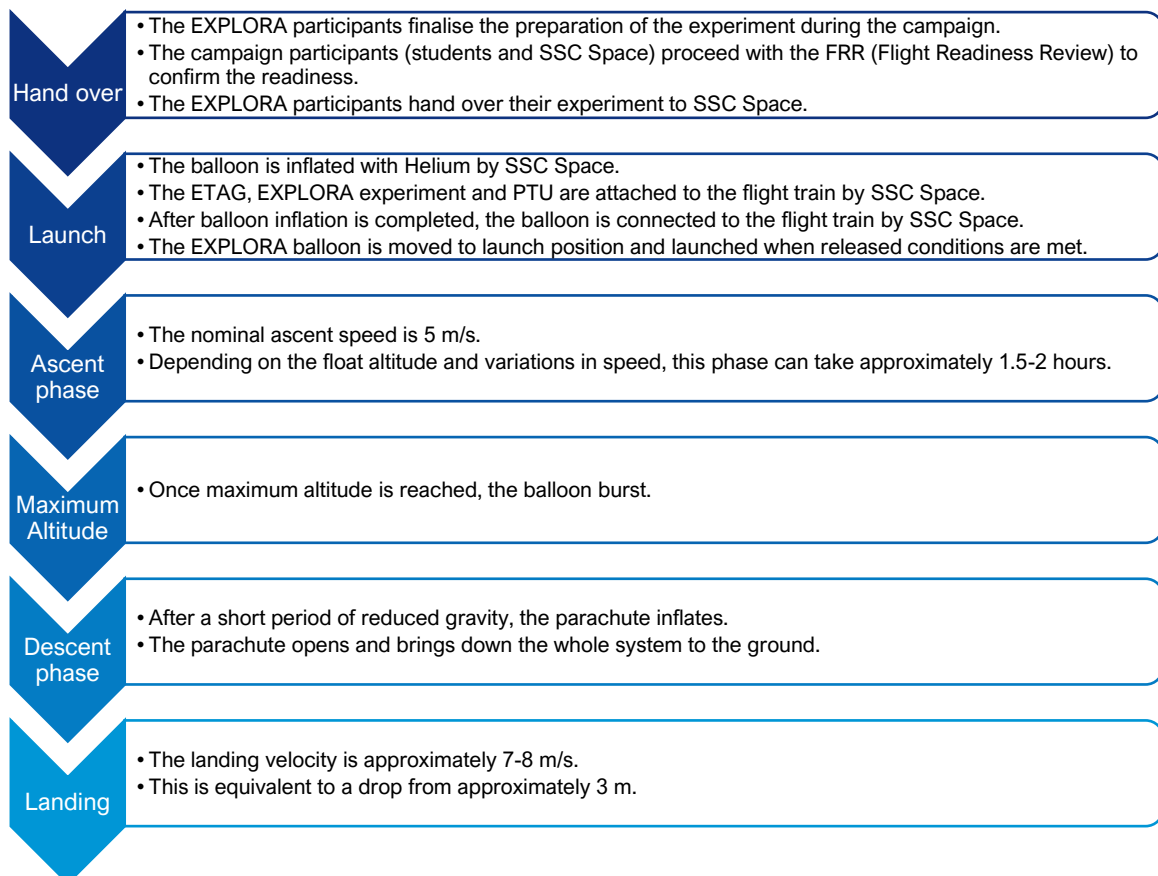 Hand over
• The EXPLORA participants finalise the preparation of the experiment during the campaign.
• The campaign participants (students and SSC Space) proceed with the FRR (Flight Readiness Review) to
confirm the readiness.
• The EXPLORA participants hand over their experiment to SSC Space.
Launch
• The balloon is inflated with Helium by SSC Space.
• The ETAG, EXPLORA experiment and PTU are attached to the flight train by SSC Space.
• After balloon inflation is completed, the balloon is connected to the flight train by SSC Space.
• The EXPLORA balloon is moved to launch position and launched when released conditions are met.
Ascent
phase
• The nominal ascent speed is 5 m/s.
• Depending on the float altitude and variations in speed, this phase can take approximately 1.5-2 hours.
Maximum
Altitude
• Once maximum altitude is reached, the balloon burst.
Descent
phase
• After a short period of reduced gravity, the parachute inflates.
• The parachute opens and brings down the whole system to the ground.
Landing
• The landing velocity is approximately 7-8 m/s.
• This is equivalent to a drop from approximately 3 m.